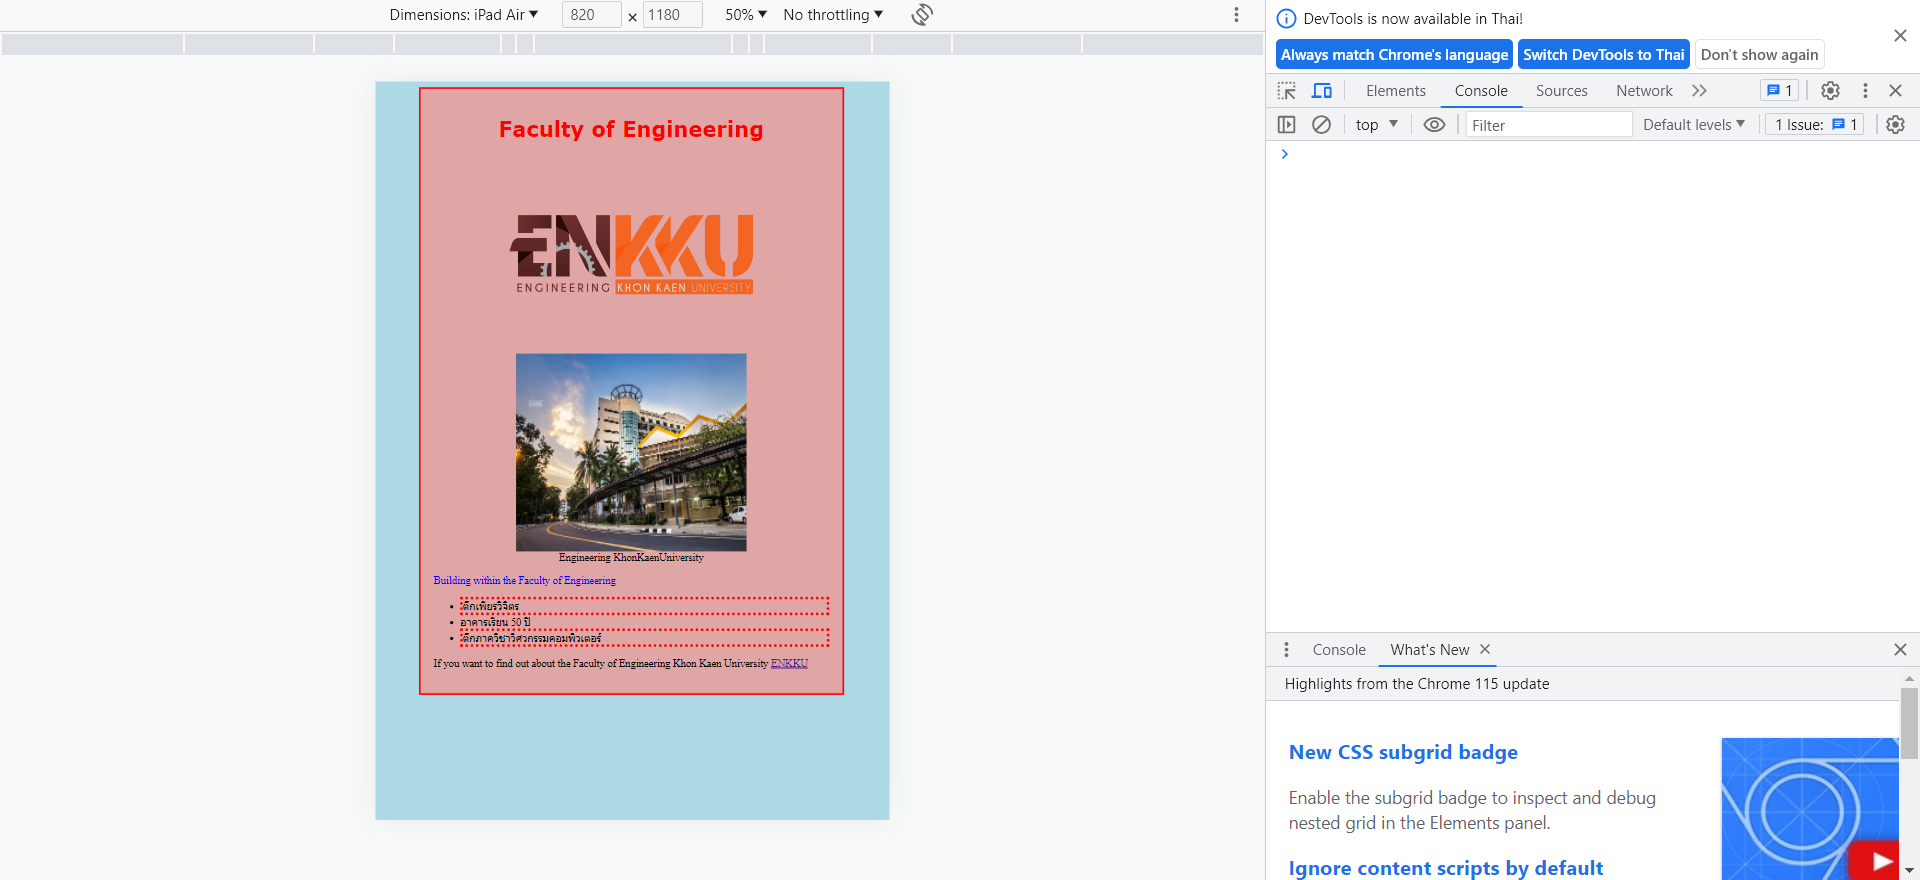 Dimensions: iPad Air ▼ 820 × 1180 50% ▼ No throttling ▼
Faculty of Engineering
ENKKU
ENGINEERING KHON KAEN UNIVERSITY
Engineering KhonKaenUniversity
Building within the Faculty of Engineering
• ตึกเพียรวิจิตร
• อาคารเรียน 50 ปี
• ตึกภาควิชาวิศวกรรมคอมพิวเตอร์
If you want to find out about the Faculty of Engineering Khon Kaen University ENKKU
DevTools is now available in Thai!
Always match Chrome's language Switch DevTools to Thai Don't show again
Elements Console Sources Network 1
top ▼ Filter Default levels ▼ 1 Issue: 1
Console What's New
Highlights from the Chrome 115 update
New CSS subgrid badge
Enable the subgrid badge to inspect and debug
nested grid in the Elements panel.
Ignore content scripts by default